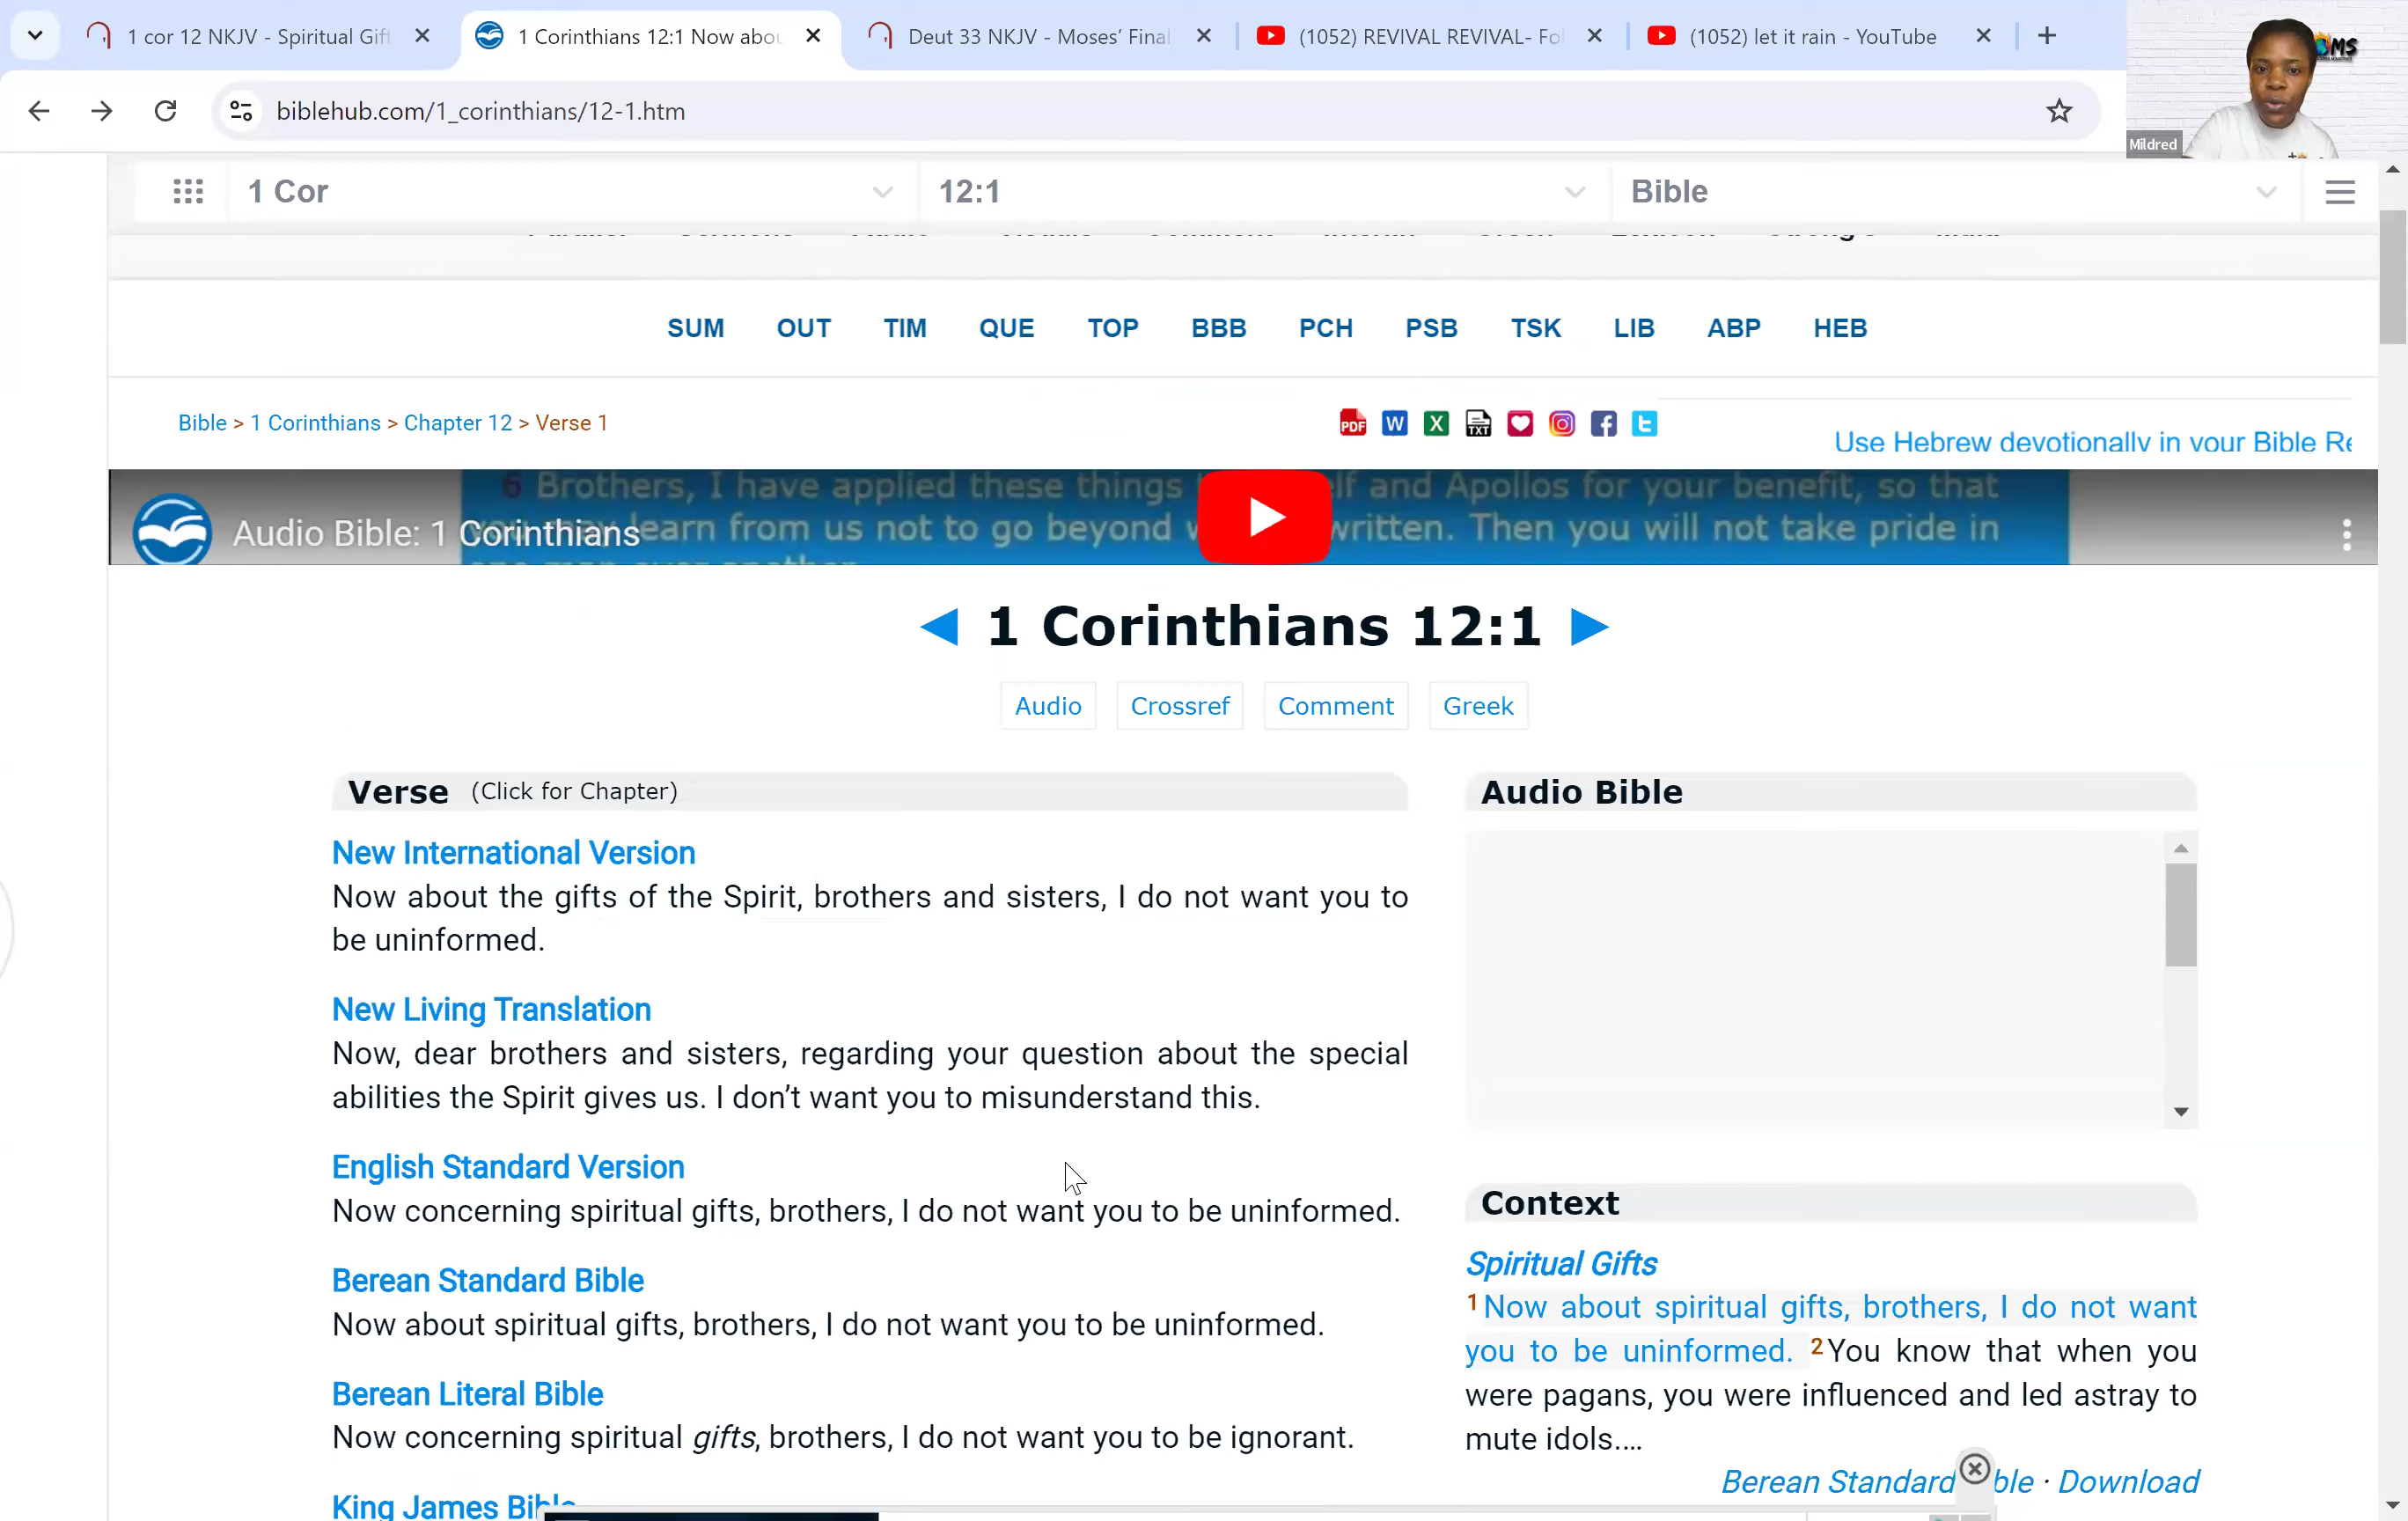 1 cor 12 NKJV - Spiritual Gif
1 Corinthians 12:1 Now abou
Deut 33 NKJV - Moses' Final
(1052) REVIVAL REVIVAL- Fo
(1052) let it rain - YouTube
MS
biblehub.com/1_corinthians/12-1.htm
Mildred
1 Cor
12:1
Bible
SUM OUT TIM QUE TOP BBB PCH PSB TSK LIB ABP HEB
Bible > 1 Corinthians > Chapter 12 > Verse 1
PDF W X TXT
Use Hebrew devotionally in your Bible Re
6 Brothers, I have applied these things lf and Apollos for your benefit, so that
Audio Bible: 1 Corinthians
learn from us not to go beyond written. Then you will not take pride in
1 Corinthians 12:1
Audio Crossref Comment Greek
Verse (Click for Chapter)
New International Version
Now about the gifts of the Spirit, brothers and sisters, I do not want you to
be uninformed.
New Living Translation
Now, dear brothers and sisters, regarding your question about the special
abilities the Spirit gives us. I don't want you to misunderstand this.
English Standard Version
Now concerning spiritual gifts, brothers, I do not want you to be uninformed.
Berean Standard Bible
Now about spiritual gifts, brothers, I do not want you to be uninformed.
Berean Literal Bible
Now concerning spiritual gifts, brothers, I do not want you to be ignorant.
King James Bible
Audio Bible
Context
Spiritual Gifts
1 Now about spiritual gifts, brothers, I do not want
you to be uninformed. 2 You know that when you
were pagans, you were influenced and led astray to
mute idols....
Berean Standard ble · Download